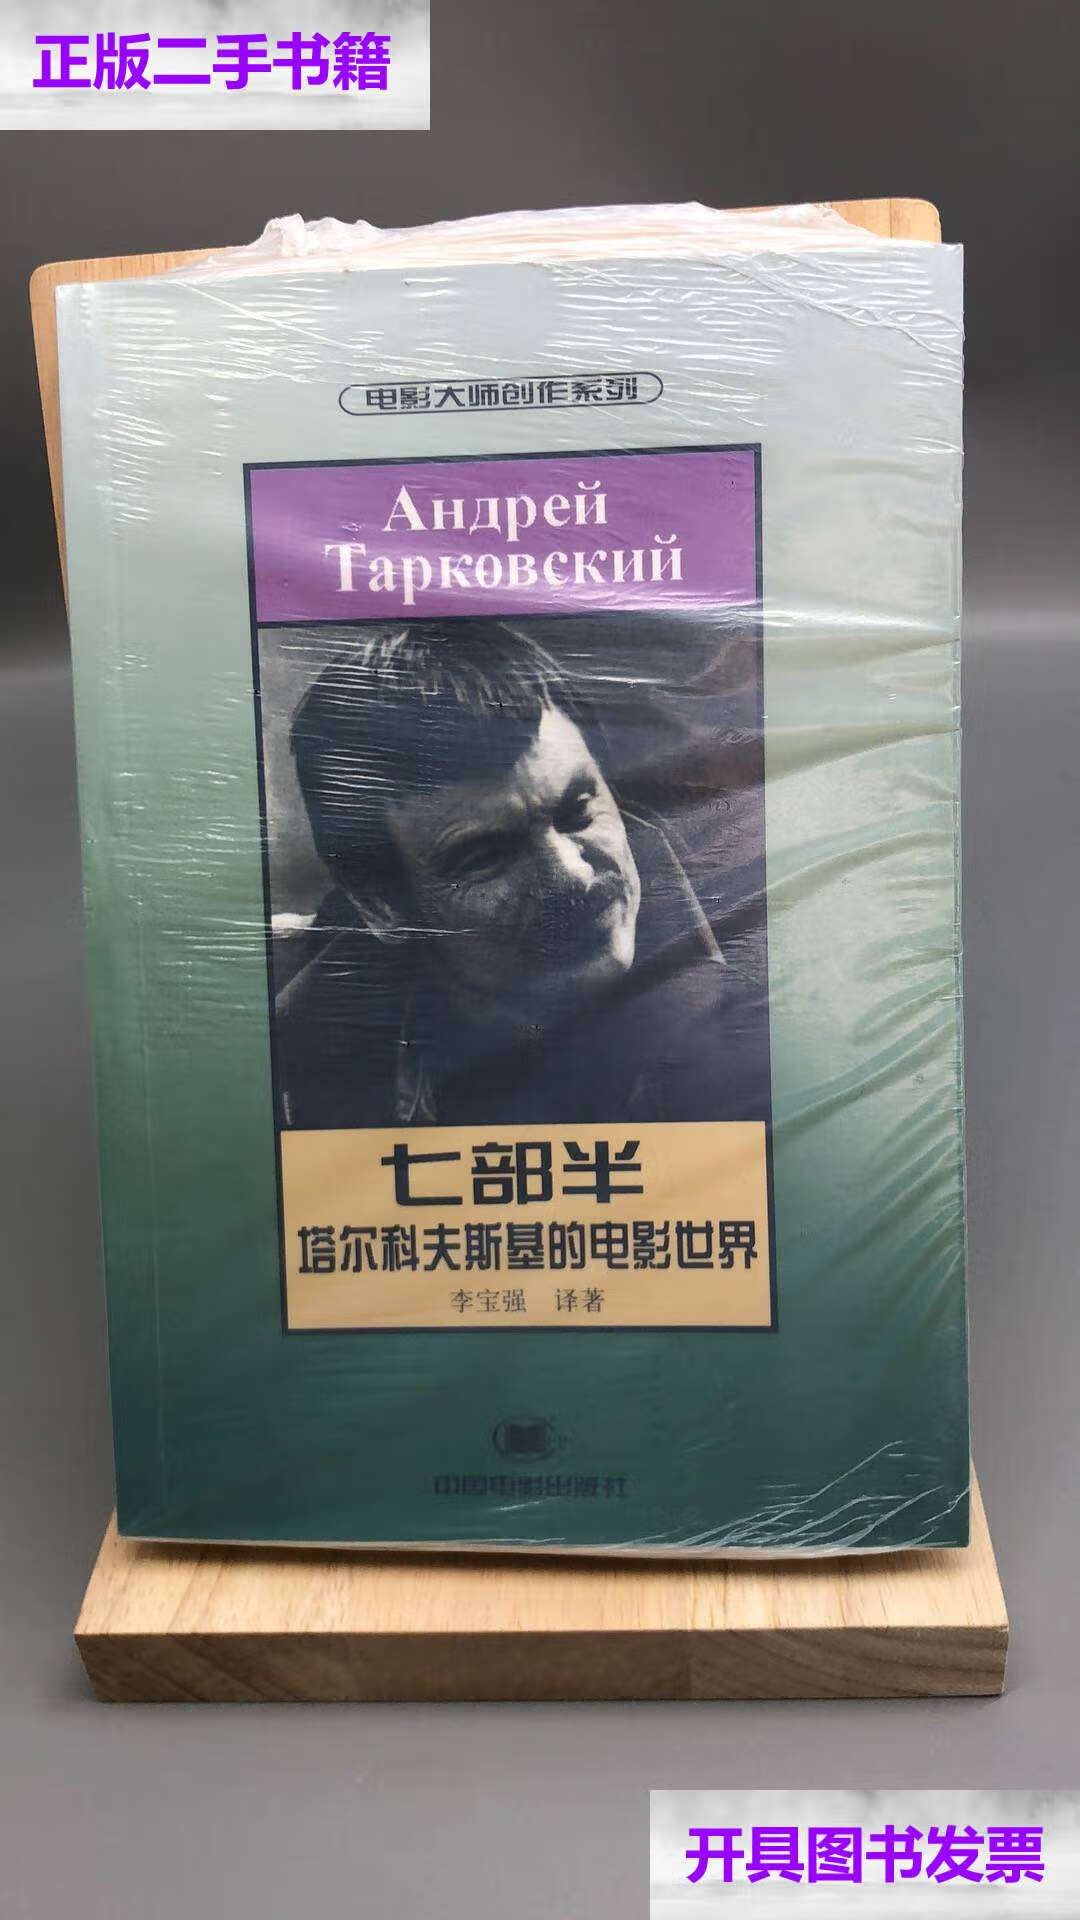 正版二手书籍
电影大师创作系列
Андрей
Тарковский
七部半
塔尔科夫斯基的电影世界
李宝强 译著
中国电影出版社
开具图书发票